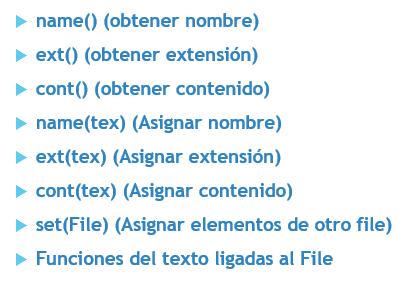 name() (obtener nombre)
ext() (obtener extensión)
cont() (obtener contenido)
name(tex) (Asignar nombre)
ext(tex) (Asignar extensión)
cont(tex) (Asignar contenido)
set(File) (Asignar elementos de otro file)
Funciones del texto ligadas al File